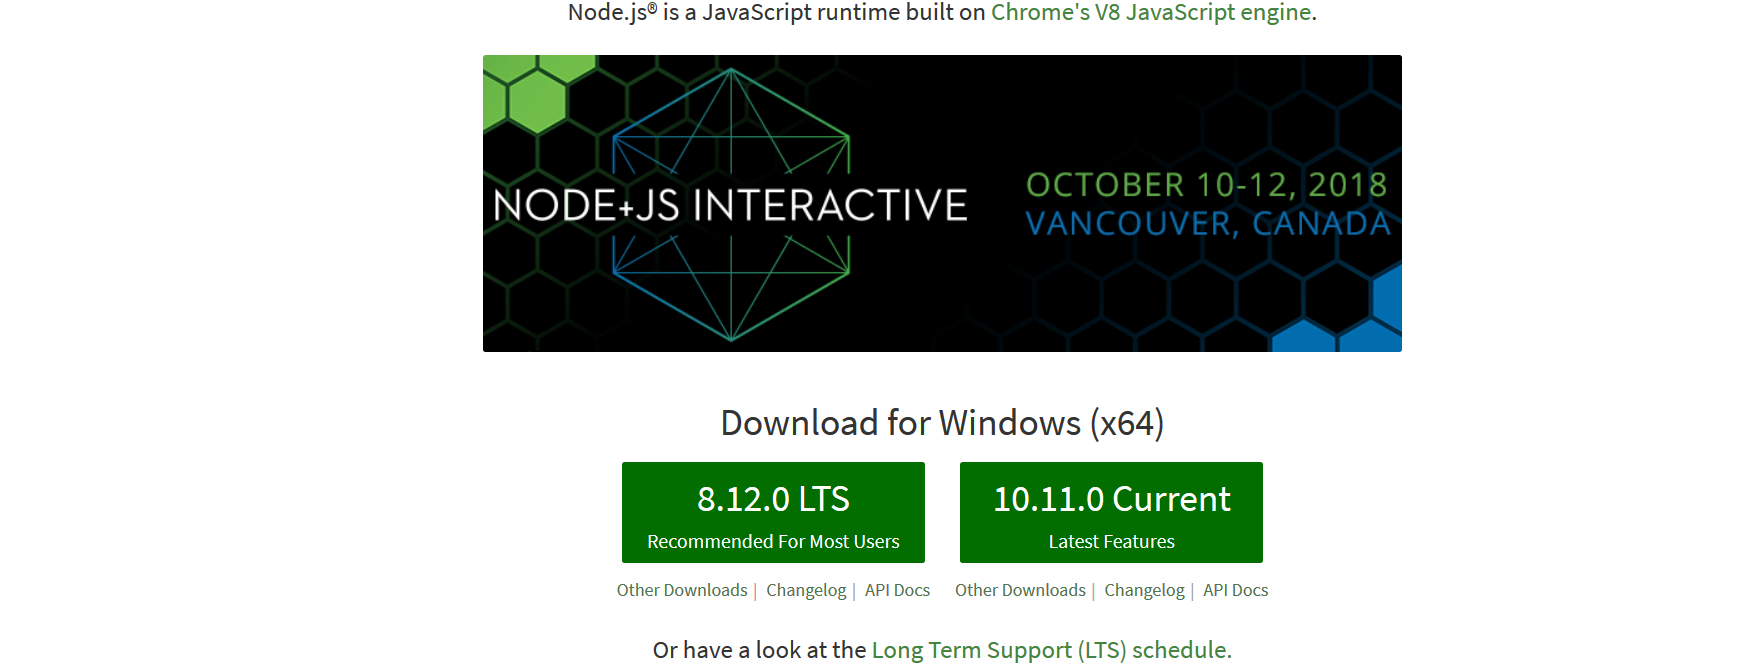 Node.js® is a JavaScript runtime built on Chrome's V8 JavaScript engine.
NODE+JS INTERACTIVE
OCTOBER 10-12, 2018
VANCOUVER, CANADA
Download for Windows (x64)
8.12.0 LTS
Recommended For Most Users
10.11.0 Current
Latest Features
Other Downloads | Changelog | API Docs
Other Downloads | Changelog | API Docs
Or have a look at the Long Term Support (LTS) schedule.